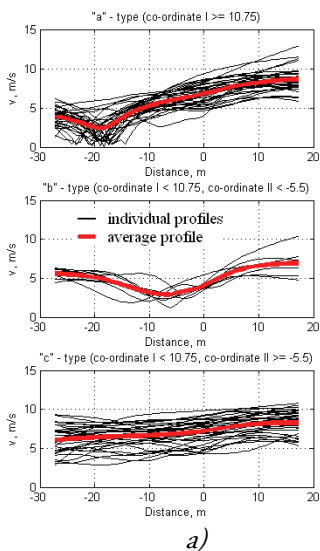 "a" - type (co-ordinate I >= 10.75)
15
10
5
0
v, m/s
-30 -20 -10 0 10 20
Distance, m
"b" - type (co-ordinate I < 10.75, co-ordinate II < -5.5)
15
10
5
0
v, m/s
individual profiles
average profile
-30 -20 -10 0 10 20
Distance, m
"c" - type (co-ordinate I < 10.75, co-ordinate II >= -5.5)
15
10
5
0
v, m/s
-30 -20 -10 0 10 20
Distance, m
a)